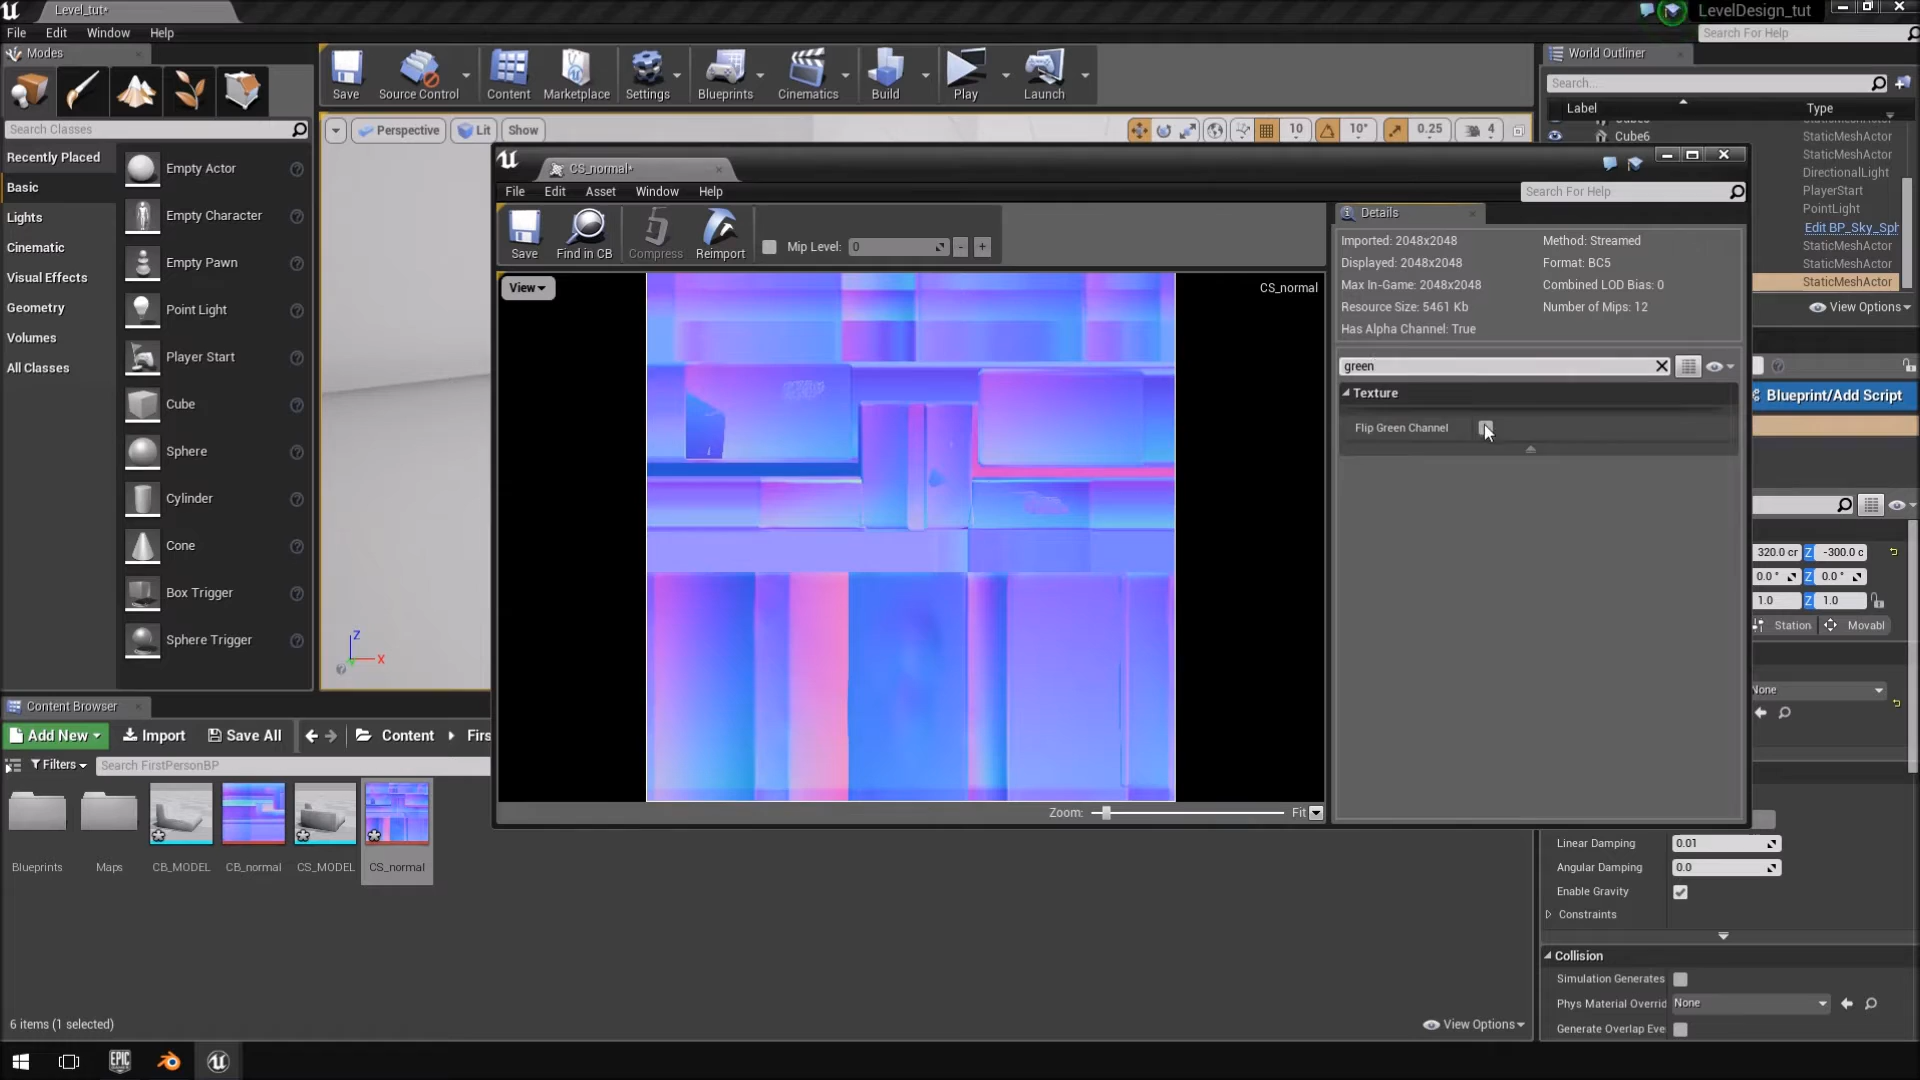 Level_tut*
LevelDesign_tut
File Edit Window Help
Search For Help
Modes
World Outliner
Search...
Label Type
Save Source Control Content Marketplace Settings Blueprints Cinematics Build Play Launch
Search Classes
Perspective Lit Show
10 10° 0.25 4
Cube6 StaticMeshActor
StaticMeshActor
DirectionalLight
PlayerStart
PointLight
Edit BP_Sky_Sph
StaticMeshActor
StaticMeshActor
StaticMeshActor
View Options
Blueprint/Add Script
Recently Placed
Basic
Lights
Cinematic
Visual Effects
Geometry
Volumes
All Classes
Empty Actor
Empty Character
Empty Pawn
Point Light
Player Start
Cube
Sphere
Cylinder
Cone
Box Trigger
Sphere Trigger
CS_normal*
File Edit Asset Window Help
Search For Help
Save Find in CB Compress Reimport
Mip Level: 0 - +
View
CS_normal
Zoom: Fit
Details
Imported: 2048x2048 Method: Streamed
Displayed: 2048x2048 Format: BC5
Max In-Game: 2048x2048 Combined LOD Bias: 0
Resource Size: 5461 Kb Number of Mips: 12
Has Alpha Channel: True
green
Texture
Flip Green Channel
Z
X
320.0 cr Z -300.0 c
0.0° Z 0.0°
1.0 Z 1.0
Station Movabl
None
Linear Damping 0.01
Angular Damping 0.0
Enable Gravity
Constraints
Collision
Simulation Generates
Phys Material Overrid None
Generate Overlap Eve
Content Browser
Add New Import Save All Content Firs
Filters Search FirstPersonBP
Blueprints Maps CB_MODEL CB_normal CS_MODEL CS_normal
6 items (1 selected)
View Options
EPIC
GAMES